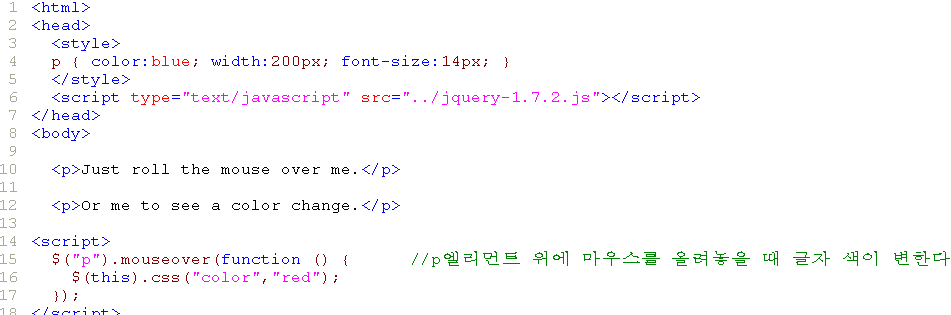 1 <html>
2 <head>
3 <style>
4 p { color:blue; width:200px; font-size:14px; }
5 </style>
6 <script type="text/javascript" src="../jquery-1.7.2.js"></script>
7 </head>
8 <body>
9
10 <p>Just roll the mouse over me.</p>
11
12 <p>Or me to see a color change.</p>
13
14 <script>
15 $("p").mouseover(function () { //p엘리먼트 위에 마우스를 올려놓을 때 글자 색이 변한다
16 $(this).css("color","red");
17 });
18 </script>